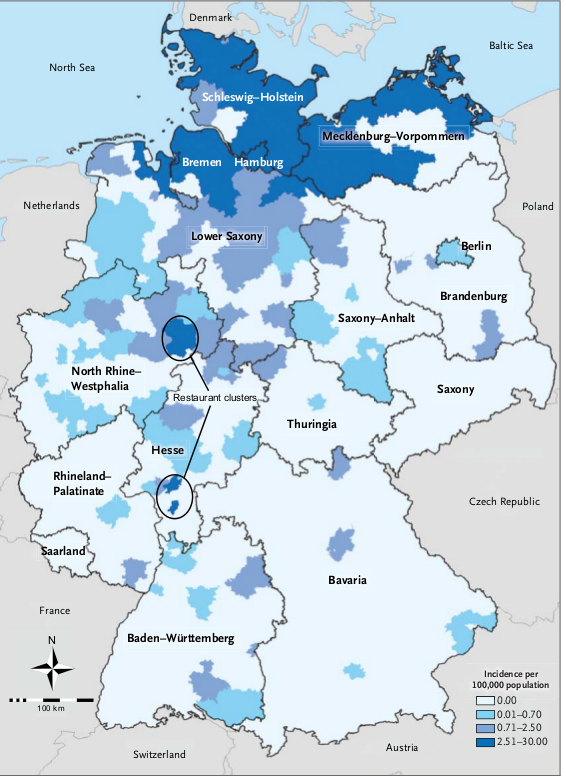 Denmark
Baltic Sea
North Sea
Schleswig–Holstein
Mecklenburg–Vorpommern
Bremen
Hamburg
Netherlands
Poland
Lower Saxony
Berlin
Brandenburg
Saxony–Anhalt
North Rhine–
Westphalia
Saxony
Restaurant clusters
Thuringia
Hesse
Rhineland–
Palatinate
Czech Republic
Saarland
Bavaria
France
N
Baden–Württemberg
100 km
Incidence per
100,000 population
0.00
0.01–0.70
0.71–2.50
2.51–30.00
Switzerland
Austria